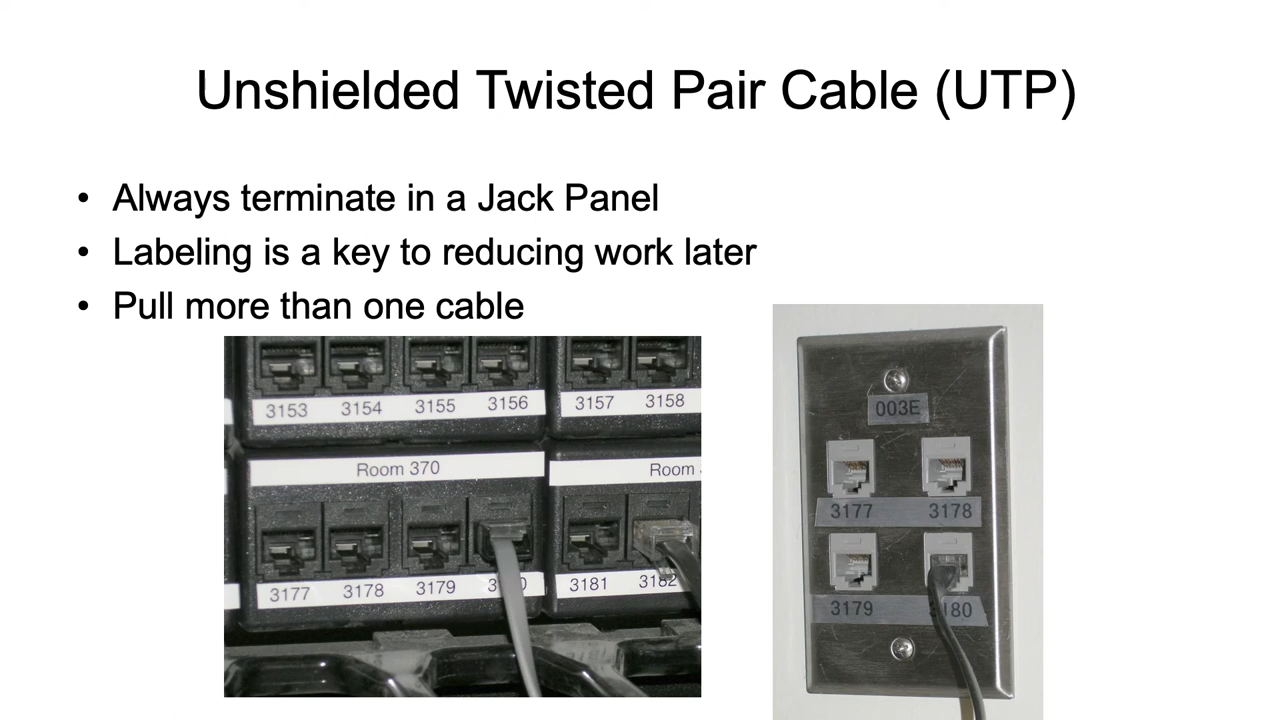 Unshielded Twisted Pair Cable (UTP)
• Always terminate in a Jack Panel
• Labeling is a key to reducing work later
• Pull more than one cable
3153 3154 3155 3156 3157 3158
Room 370 Room
3177 3178 3179 3181 3182
003E
3177 3178
3179 3180